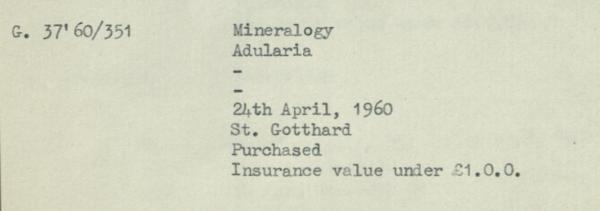 G. 37'60/351 Mineralogy
Adularia
-
-
24th April, 1960
St. Gotthard
Purchased
Insurance value under £1.0.0.